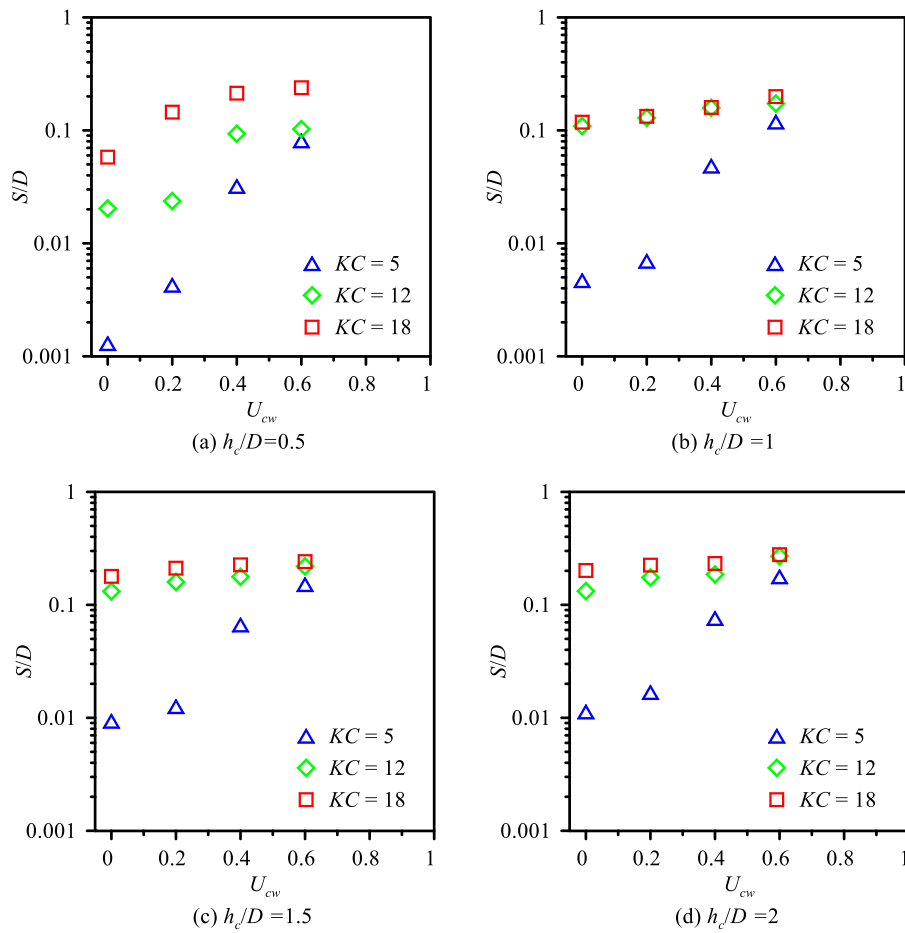 1
0.1
0.01
0.001
S/D
KC = 5
KC = 12
KC = 18
0 0.2 0.4 0.6 0.8 1
U_cw
(a) h_c/D=0.5
1
0.1
0.01
0.001
S/D
KC = 5
KC = 12
KC = 18
0 0.2 0.4 0.6 0.8 1
U_cw
(b) h_c/D =1
1
0.1
0.01
0.001
S/D
KC = 5
KC = 12
KC = 18
0 0.2 0.4 0.6 0.8 1
U_cw
(c) h_c/D =1.5
1
0.1
0.01
0.001
S/D
KC = 5
KC = 12
KC = 18
0 0.2 0.4 0.6 0.8 1
U_cw
(d) h_c/D =2